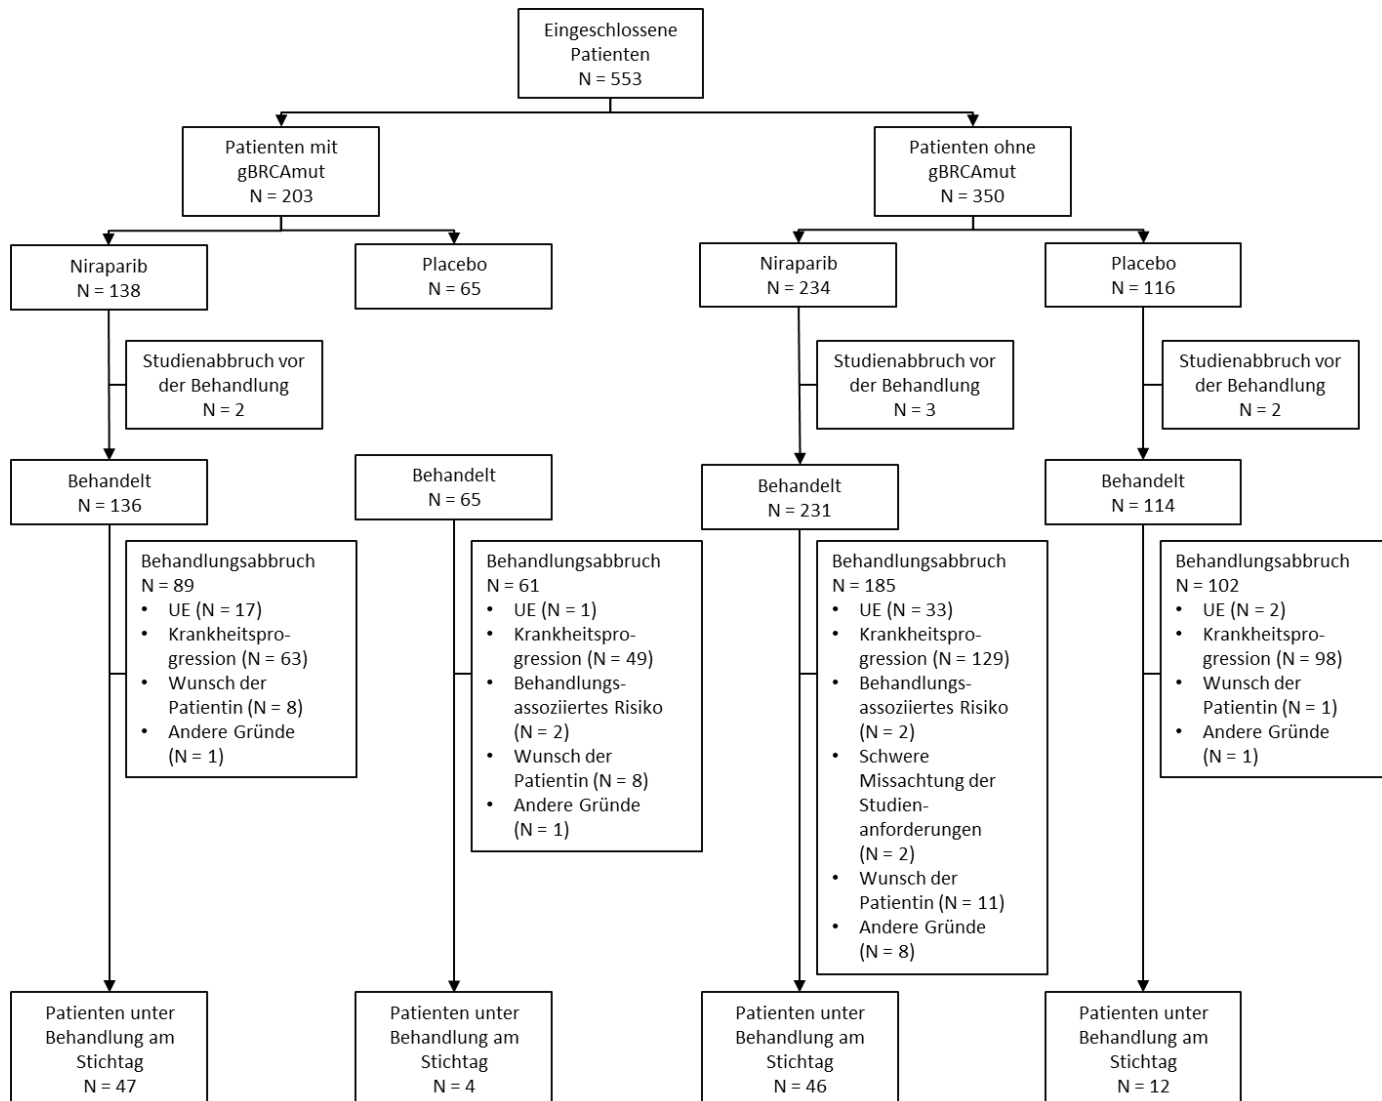 Eingeschlossene
Patienten
N = 553
Patienten mit
gBRCAmut
N = 203
Patienten ohne
gBRCAmut
N = 350
Niraparib
N = 138
Placebo
N = 65
Niraparib
N = 234
Placebo
N = 116
Studienabbruch vor
der Behandlung
N = 2
Studienabbruch vor
der Behandlung
N = 3
Studienabbruch vor
der Behandlung
N = 2
Behandelt
N = 136
Behandelt
N = 65
Behandelt
N = 231
Behandelt
N = 114
Behandlungsabbruch
N = 89
• UE (N = 17)
• Krankheitspro-
gression (N = 63)
• Wunsch der
Patientin (N = 8)
• Andere Gründe
(N = 1)
Behandlungsabbruch
N = 61
• UE (N = 1)
• Krankheitspro-
gression (N = 49)
• Behandlungs-
assoziiertes Risiko
(N = 2)
• Wunsch der
Patientin (N = 8)
• Andere Gründe
(N = 1)
Behandlungsabbruch
N = 185
• UE (N = 33)
• Krankheitspro-
gression (N = 129)
• Behandlungs-
assoziiertes Risiko
(N = 2)
• Schwere
Missachtung der
Studien-
anforderungen
(N = 2)
• Wunsch der
Patientin (N = 11)
• Andere Gründe
(N = 8)
Behandlungsabbruch
N = 102
• UE (N = 2)
• Krankheitspro-
gression (N = 98)
• Wunsch der
Patientin (N = 1)
• Andere Gründe
(N = 1)
Patienten unter
Behandlung am
Stichtag
N = 47
Patienten unter
Behandlung am
Stichtag
N = 4
Patienten unter
Behandlung am
Stichtag
N = 46
Patienten unter
Behandlung am
Stichtag
N = 12